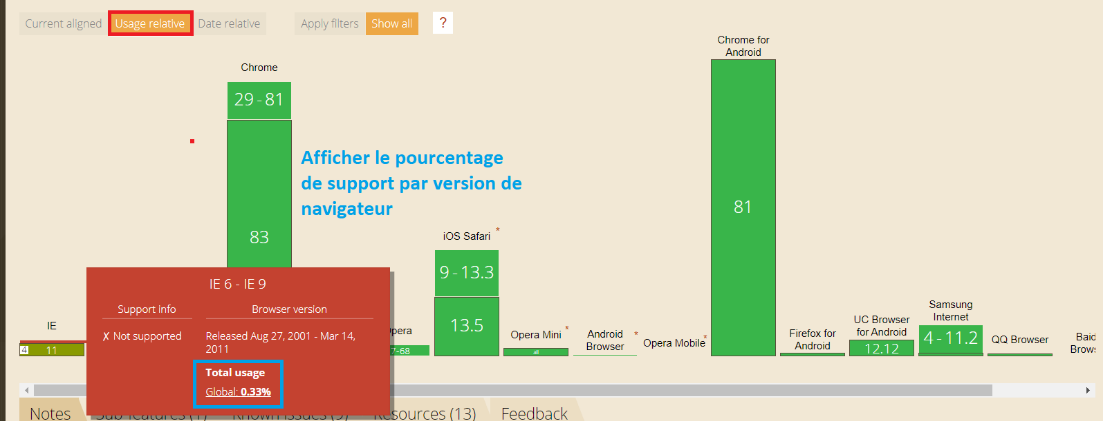 Current aligned
Usage relative
Date relative
Apply filters
Show all
?
Chrome for
Android
Chrome
29 - 81
Afficher le pourcentage
de support par version de
navigateur
83
81
iOS Safari *
9 - 13.3
13.5
IE 6 - IE 9
Support info
Browser version
✗ Not supported
Released Aug 27, 2001 - Mar 14,
2011
Total usage
Global: 0.33%
IE
4
11
Opera Mini *
all
Android
Browser
*
Opera Mobile *
Firefox for
Android
UC Browser
for Android
12.12
Samsung
Internet
4 - 11.2
QQ Browser
Notes
Resources (13)
Feedback